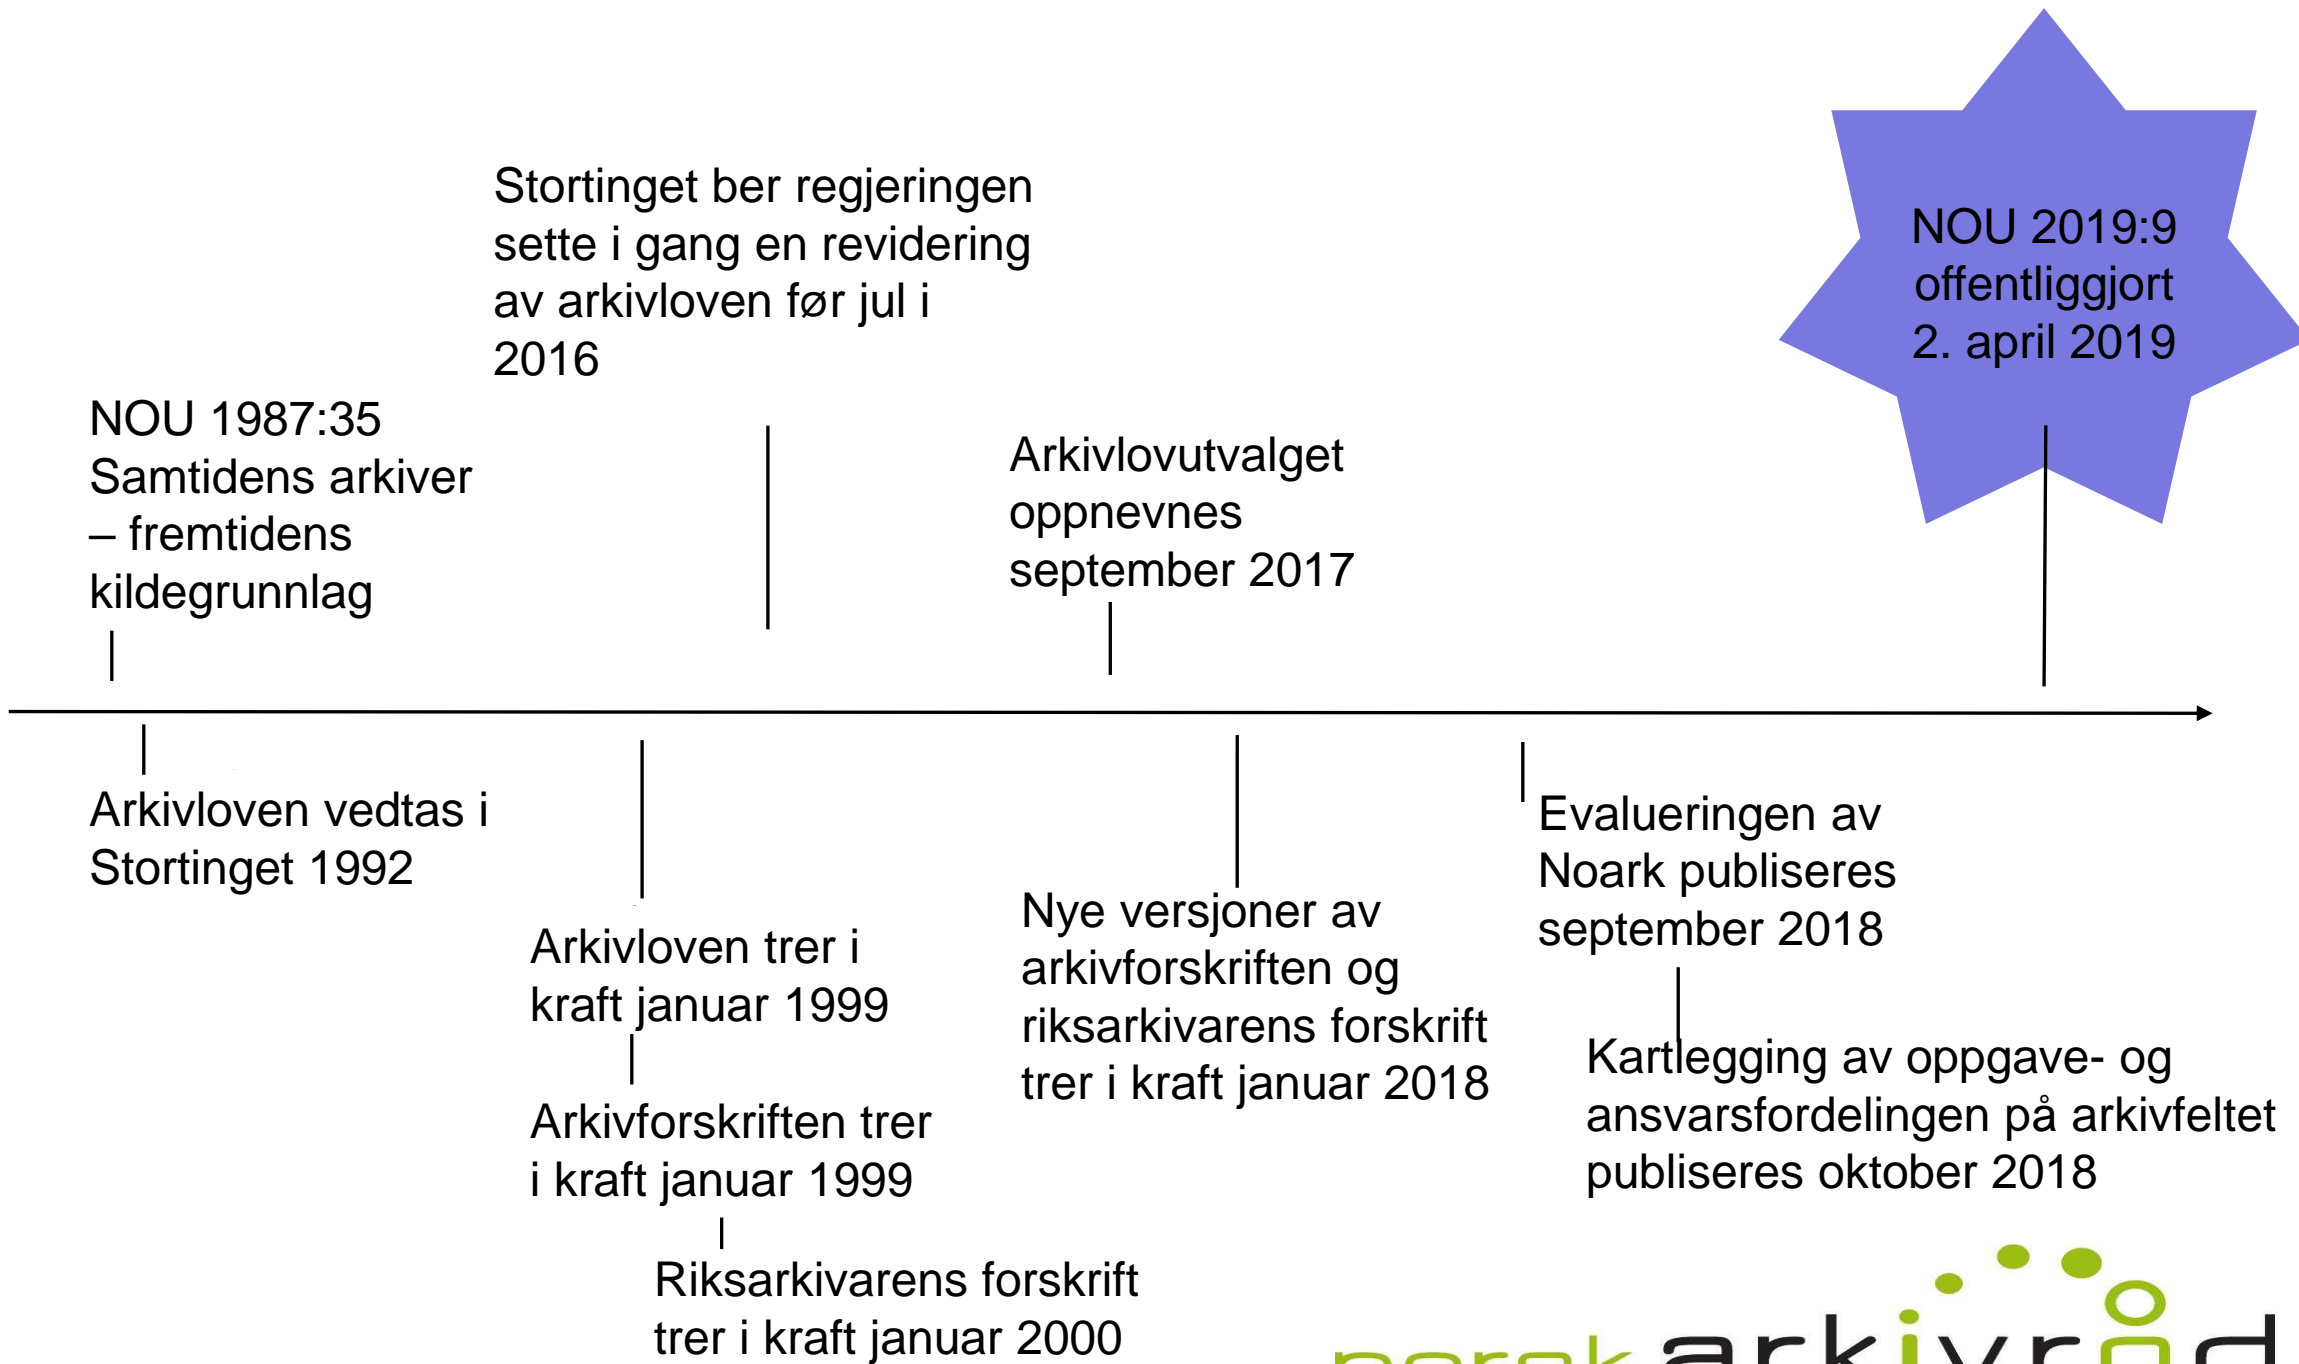 NOU 2019:9
offentliggjort
2. april 2019
Stortinget ber regjeringen
sette i gang en revidering
av arkivloven før jul i
2016
NOU 1987:35
Samtidens arkiver
– fremtidens
kildegrunnlag
Arkivlovutvalget
oppnevnes
september 2017
Arkivloven vedtas i
Stortinget 1992
Arkivloven trer i
kraft januar 1999
Arkivforskriften trer
i kraft januar 1999
Riksarkivarens forskrift
trer i kraft januar 2000
Nye versjoner av
arkivforskriften og
riksarkivarens forskrift
trer i kraft januar 2018
Evalueringen av
Noark publiseres
september 2018
Kartlegging av oppgave- og
ansvarsfordelingen på arkivfeltet
publiseres oktober 2018
norsk arkivråd